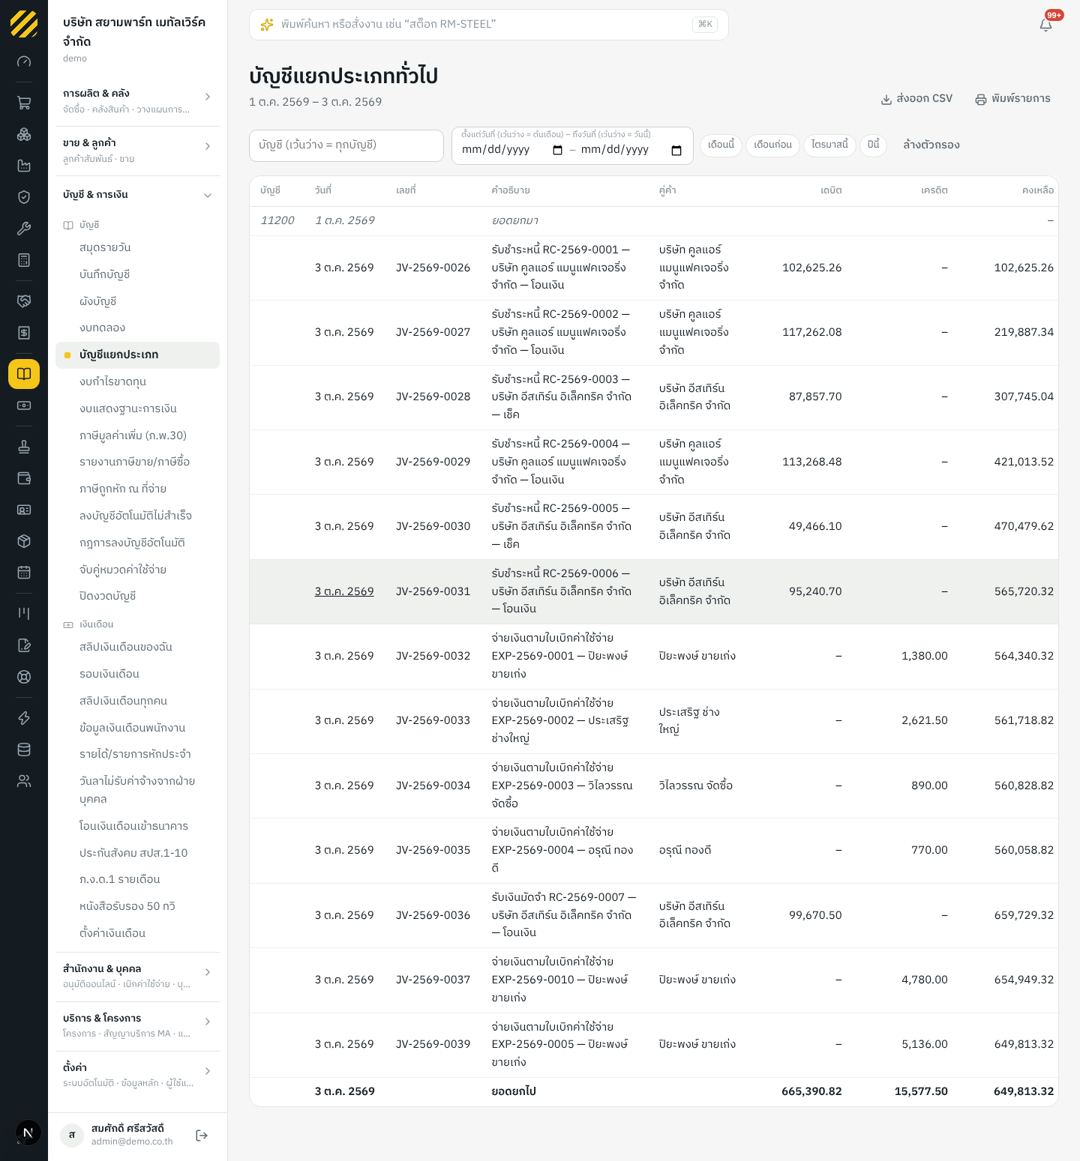 บริษัท สยามพาร์ท เมทัลเวิร์ค
จำกัด
demo
การผลิต & คลัง
จัดซื้อ · คลังสินค้า · วางแผนการ...
ขาย & ลูกค้า
ลูกค้าสัมพันธ์ · ขาย
บัญชี & การเงิน
บัญชี
สมุดรายวัน
บันทึกบัญชี
ผังบัญชี
งบทดลอง
บัญชีแยกประเภท
งบกำไรขาดทุน
งบแสดงฐานะการเงิน
ภาษีมูลค่าเพิ่ม (ภ.พ.30)
รายงานภาษีขาย/ภาษีซื้อ
ภาษีถูกหัก ณ ที่จ่าย
ลงบัญชีอัตโนมัติไม่สำเร็จ
กฎการลงบัญชีอัตโนมัติ
จับคู่หมวดค่าใช้จ่าย
ปิดงวดบัญชี
เงินเดือน
สลิปเงินเดือนของฉัน
รอบเงินเดือน
สลิปเงินเดือนทุกคน
ข้อมูลเงินเดือนพนักงาน
รายได้/รายการหักประจำ
วันลาไม่รับค่าจ้างจากฝ่าย
บุคคล
โอนเงินเดือนเข้าธนาคาร
ประกันสังคม สปส.1-10
ภ.ง.ด.1 รายเดือน
หนังสือรับรอง 50 ทวิ
ตั้งค่าเงินเดือน
สำนักงาน & บุคคล
อนุมัติออนไลน์ · เบิกค่าใช้จ่าย · บุ...
บริการ & โครงการ
โครงการ · สัญญาบริการ MA · แ...
ตั้งค่า
ระบบอัตโนมัติ · ข้อมูลหลัก · ผู้ใช้แ...
N
ส
สมศักดิ์ ศรีสวัสดิ์
admin@demo.co.th
พิมพ์ค้นหา หรือสั่งงาน เช่น “สต็อก RM-STEEL”
⌘K
99+
บัญชีแยกประเภททั่วไป
1 ต.ค. 2569 – 3 ต.ค. 2569
ส่งออก CSV
พิมพ์รายการ
บัญชี (เว้นว่าง = ทุกบัญชี)
ตั้งแต่วันที่ (เว้นว่าง = ต้นเดือน) – ถึงวันที่ (เว้นว่าง = วันนี้)
mm/dd/yyyy – mm/dd/yyyy
เดือนนี้
เดือนก่อน
ไตรมาสนี้
ปีนี้
ล้างตัวกรอง
บัญชี วันที่ เลขที่ คำอธิบาย คู่ค้า เดบิต เครดิต คงเหลือ
11200 1 ต.ค. 2569 ยอดยกมา –
รับชำระหนี้ RC-2569-0001 — บริษัท คูลแอร์
3 ต.ค. 2569 JV-2569-0026 บริษัท คูลแอร์ แมนูแฟคเจอริ่ง แมนูแฟคเจอริ่ง 102,625.26 – 102,625.26
จำกัด — โอนเงิน จำกัด
รับชำระหนี้ RC-2569-0002 — บริษัท คูลแอร์
3 ต.ค. 2569 JV-2569-0027 บริษัท คูลแอร์ แมนูแฟคเจอริ่ง แมนูแฟคเจอริ่ง 117,262.08 – 219,887.34
จำกัด — โอนเงิน จำกัด
รับชำระหนี้ RC-2569-0003 — บริษัท อีสเทิร์น
3 ต.ค. 2569 JV-2569-0028 บริษัท อีสเทิร์น อิเล็คทริค จำกัด อิเล็คทริค จำกัด 87,857.70 – 307,745.04
— เช็ค
รับชำระหนี้ RC-2569-0004 — บริษัท คูลแอร์
3 ต.ค. 2569 JV-2569-0029 บริษัท คูลแอร์ แมนูแฟคเจอริ่ง แมนูแฟคเจอริ่ง 113,268.48 – 421,013.52
จำกัด — โอนเงิน จำกัด
รับชำระหนี้ RC-2569-0005 — บริษัท อีสเทิร์น
3 ต.ค. 2569 JV-2569-0030 บริษัท อีสเทิร์น อิเล็คทริค จำกัด อิเล็คทริค จำกัด 49,466.10 – 470,479.62
— เช็ค
รับชำระหนี้ RC-2569-0006 — บริษัท อีสเทิร์น
3 ต.ค. 2569 JV-2569-0031 บริษัท อีสเทิร์น อิเล็คทริค จำกัด อิเล็คทริค จำกัด 95,240.70 – 565,720.32
— โอนเงิน
จ่ายเงินตามใบเบิกค่าใช้จ่าย
3 ต.ค. 2569 JV-2569-0032 EXP-2569-0001 — ปิยะพงษ์ ปิยะพงษ์ ขายเก่ง – 1,380.00 564,340.32
ขายเก่ง
จ่ายเงินตามใบเบิกค่าใช้จ่าย ประเสริฐ ช่าง
3 ต.ค. 2569 JV-2569-0033 EXP-2569-0002 — ประเสริฐ ใหญ่ – 2,621.50 561,718.82
ช่างใหญ่
จ่ายเงินตามใบเบิกค่าใช้จ่าย
3 ต.ค. 2569 JV-2569-0034 EXP-2569-0003 — วิไลวรรณ วิไลวรรณ จัดซื้อ – 890.00 560,828.82
จัดซื้อ
จ่ายเงินตามใบเบิกค่าใช้จ่าย
3 ต.ค. 2569 JV-2569-0035 EXP-2569-0004 — อรุณี ทอง อรุณี ทองดี – 770.00 560,058.82
ดี
รับเงินมัดจำ RC-2569-0007 — บริษัท อีสเทิร์น
3 ต.ค. 2569 JV-2569-0036 บริษัท อีสเทิร์น อิเล็คทริค จำกัด อิเล็คทริค จำกัด 99,670.50 – 659,729.32
— โอนเงิน
จ่ายเงินตามใบเบิกค่าใช้จ่าย
3 ต.ค. 2569 JV-2569-0037 EXP-2569-0010 — ปิยะพงษ์ ปิยะพงษ์ ขายเก่ง – 4,780.00 654,949.32
ขายเก่ง
จ่ายเงินตามใบเบิกค่าใช้จ่าย
3 ต.ค. 2569 JV-2569-0039 EXP-2569-0005 — ปิยะพงษ์ ปิยะพงษ์ ขายเก่ง – 5,136.00 649,813.32
ขายเก่ง
3 ต.ค. 2569 ยอดยกไป 665,390.82 15,577.50 649,813.32